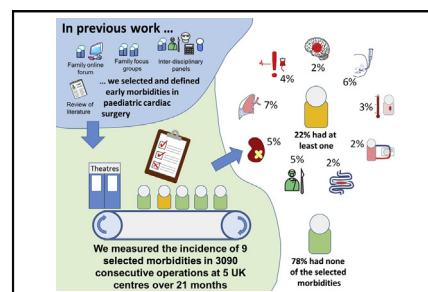 In previous work ...
Family online
forum
Family focus
groups
Inter-disciplinary
panels
Review of
literature
... we selected and defined
early morbidities in
paediatric cardiac
surgery
Theatres
We measured the incidence of 9
selected morbidities in 3090
consecutive operations at 5 UK
centres over 21 months
4%
2%
6%
7%
3%
5%
22% had at
least one
2%
5%
2%
78% had none
of the selected
morbidities